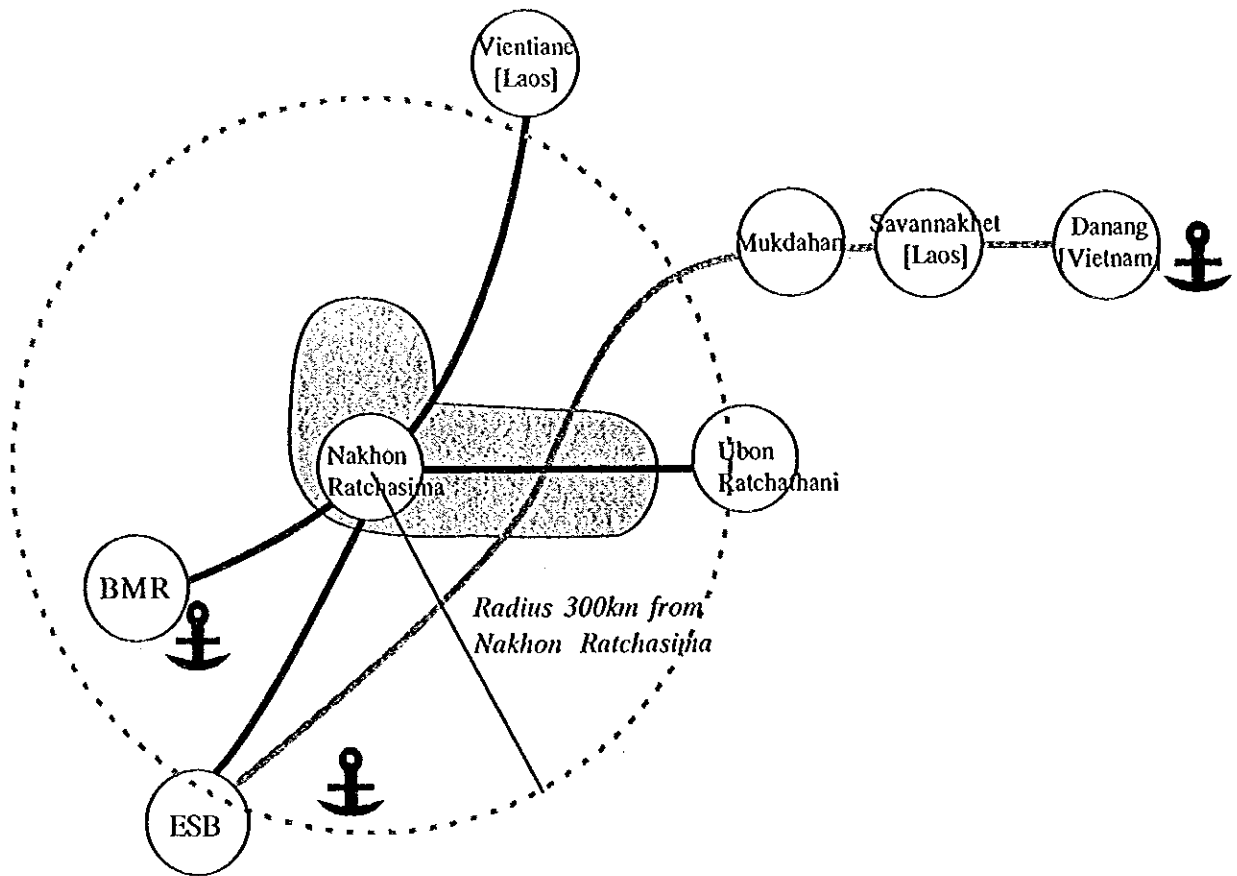 Vientiane
[Laos]
Mukdahan
Savannakhet
[Laos]
Danang
[Vietnam]
Nakhon
Ratchasima
Ubon
Ratchathani
BMR
Radius 300km from
Nakhon Ratchasima
ESB